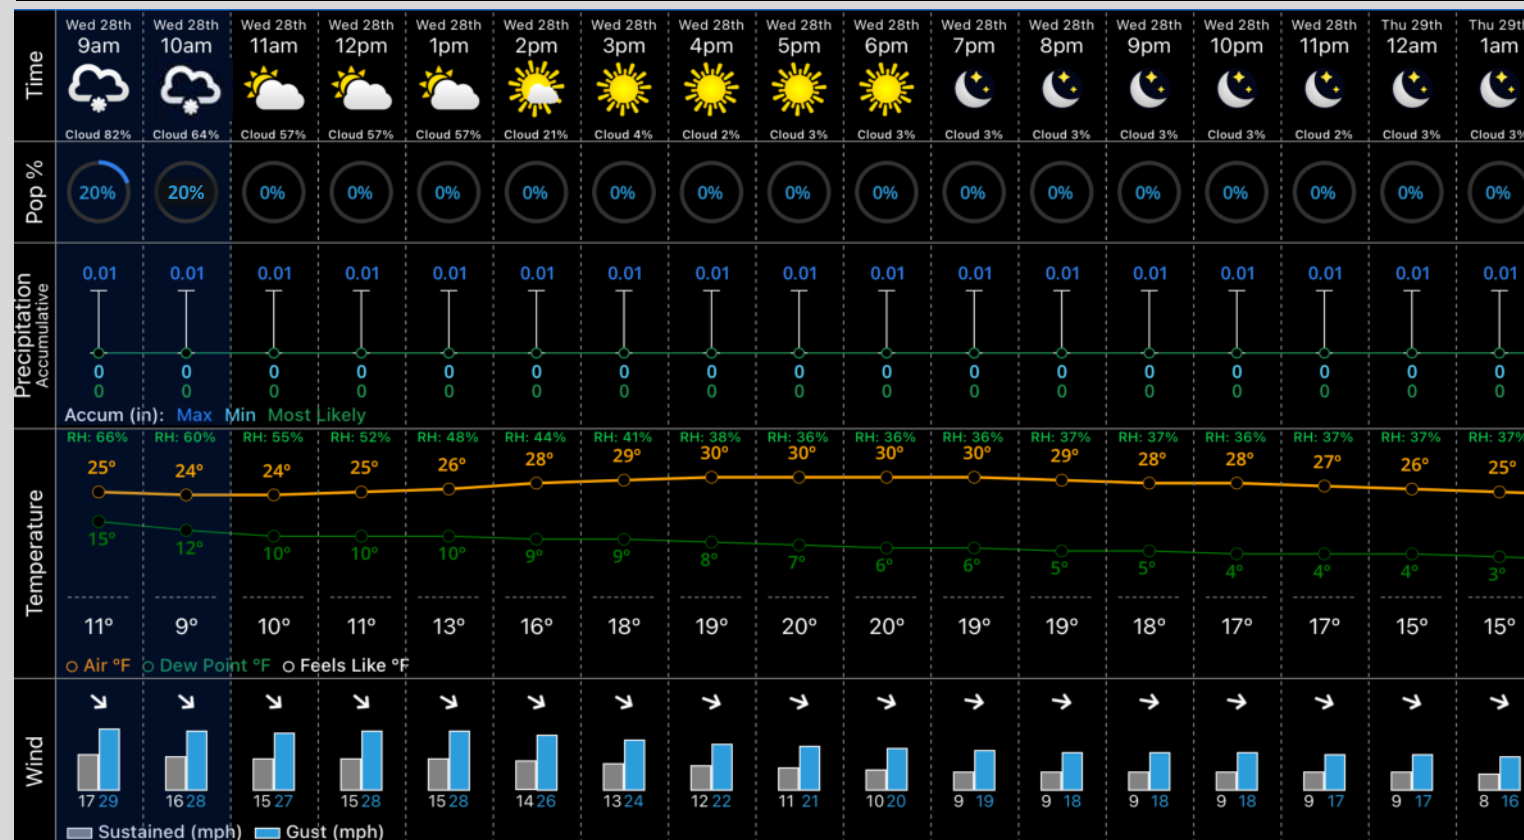 Wed 28th Wed 28th Wed 28th Wed 28th Wed 28th Wed 28th Wed 28th Wed 28th Wed 28th Wed 28th Wed 28th Wed 28th Wed 28th Wed 28th Wed 28th Thu 29th Thu 29th
Time 9am 10am 11am 12pm 1pm 2pm 3pm 4pm 5pm 6pm 7pm 8pm 9pm 10pm 11pm 12am 1am
Cloud 82% Cloud 64% Cloud 57% Cloud 57% Cloud 57% Cloud 21% Cloud 4% Cloud 2% Cloud 3% Cloud 3% Cloud 3% Cloud 3% Cloud 3% Cloud 3% Cloud 2% Cloud 3% Cloud 3%
Pop % 20% 20% 0% 0% 0% 0% 0% 0% 0% 0% 0% 0% 0% 0% 0% 0% 0%
Precipitation
Accumulative
0.01 0.01 0.01 0.01 0.01 0.01 0.01 0.01 0.01 0.01 0.01 0.01 0.01 0.01 0.01 0.01 0.01
0 0 0 0 0 0 0 0 0 0 0 0 0 0 0 0 0
0 0 0 0 0 0 0 0 0 0 0 0 0 0 0 0 0
Accum (in): Max Min Most Likely
Temperature
RH: 66% RH: 60% RH: 55% RH: 52% RH: 48% RH: 44% RH: 41% RH: 38% RH: 36% RH: 36% RH: 36% RH: 37% RH: 37% RH: 36% RH: 37% RH: 37% RH: 37%
25° 24° 24° 25° 26° 28° 29° 30° 30° 30° 30° 29° 28° 28° 27° 26° 25°
15° 12° 10° 10° 10° 9° 9° 8° 7° 6° 6° 5° 5° 4° 4° 4° 3°
11° 9° 10° 11° 13° 16° 18° 19° 20° 20° 19° 19° 18° 17° 17° 15° 15°
Air °F Dew Point °F Feels Like °F
Wind
17 29 16 28 15 27 15 28 15 28 14 26 13 24 12 22 11 21 10 20 9 19 9 18 9 18 9 18 9 17 9 17 8 16
Sustained (mph) Gust (mph)